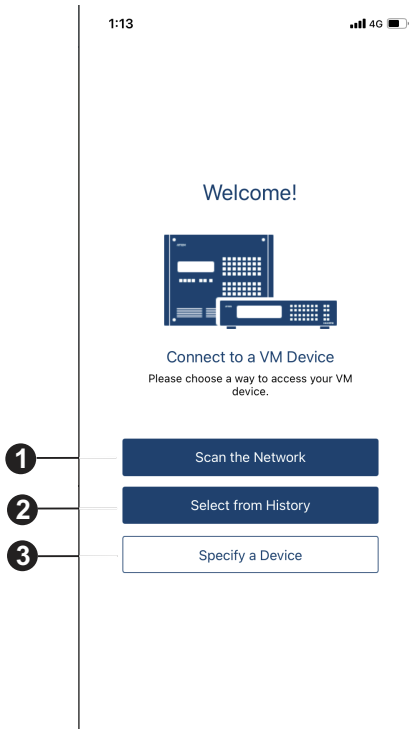 1:13
4G
Welcome!
Connect to a VM Device
Please choose a way to access your VM
device.
1
Scan the Network
2
Select from History
3
Specify a Device